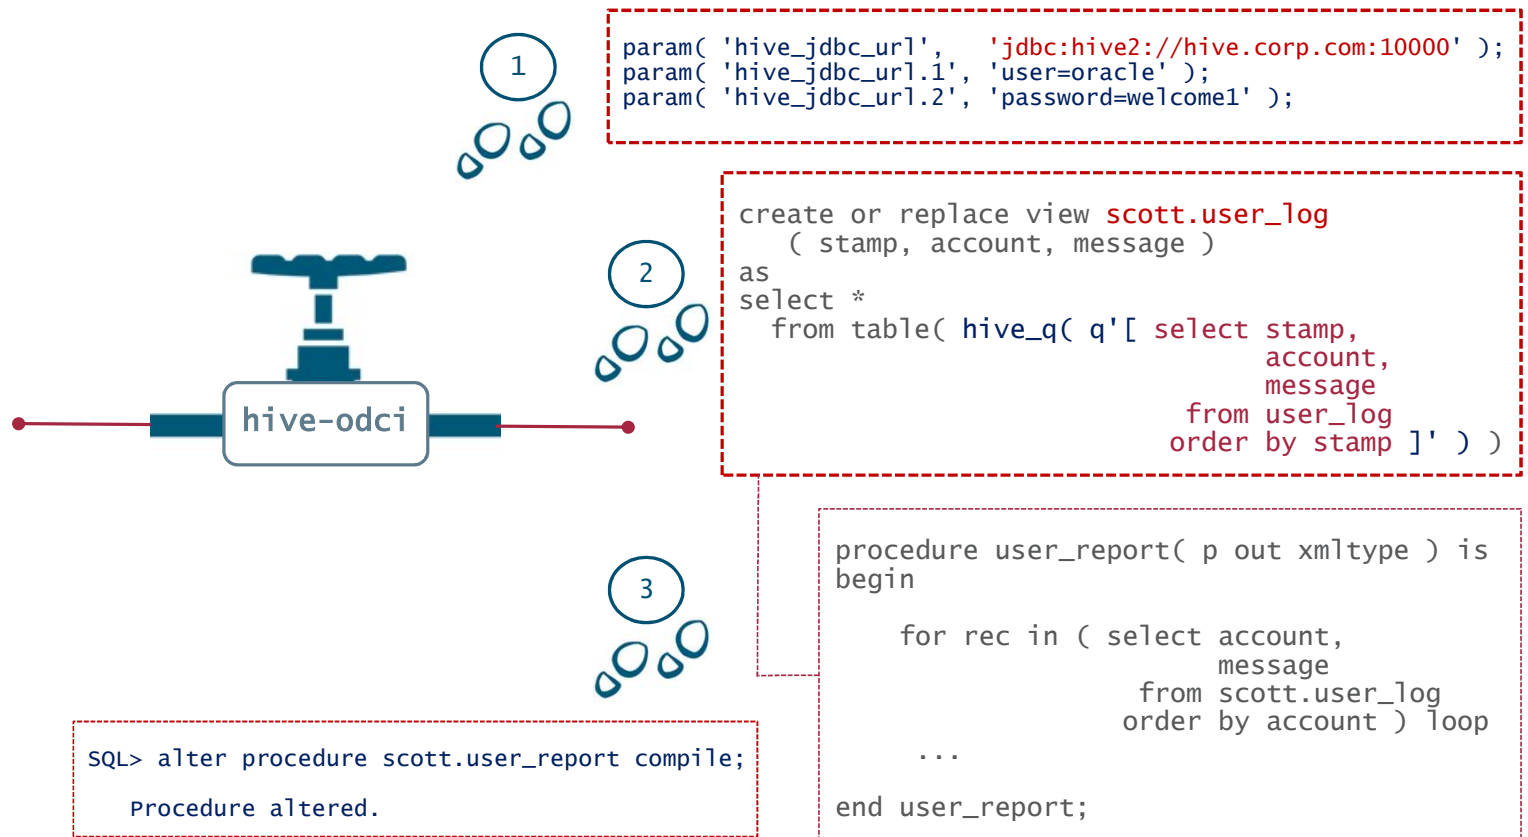 1
param( 'hive_jdbc_url',   'jdbc:hive2://hive.corp.com:10000' );
param( 'hive_jdbc_url.1', 'user=oracle' );
param( 'hive_jdbc_url.2', 'password=welcome1' );
2
create or replace view scott.user_log
   ( stamp, account, message )
as
select *
  from table( hive_q( q'[ select stamp,
                                 account,
                                 message
                            from user_log
                           order by stamp ]' ) )
hive-odci
3
procedure user_report( p out xmltype ) is
begin
    for rec in ( select account,
                        message
                   from scott.user_log
                  order by account ) loop
     ...
end user_report;
SQL> alter procedure scott.user_report compile;
   Procedure altered.